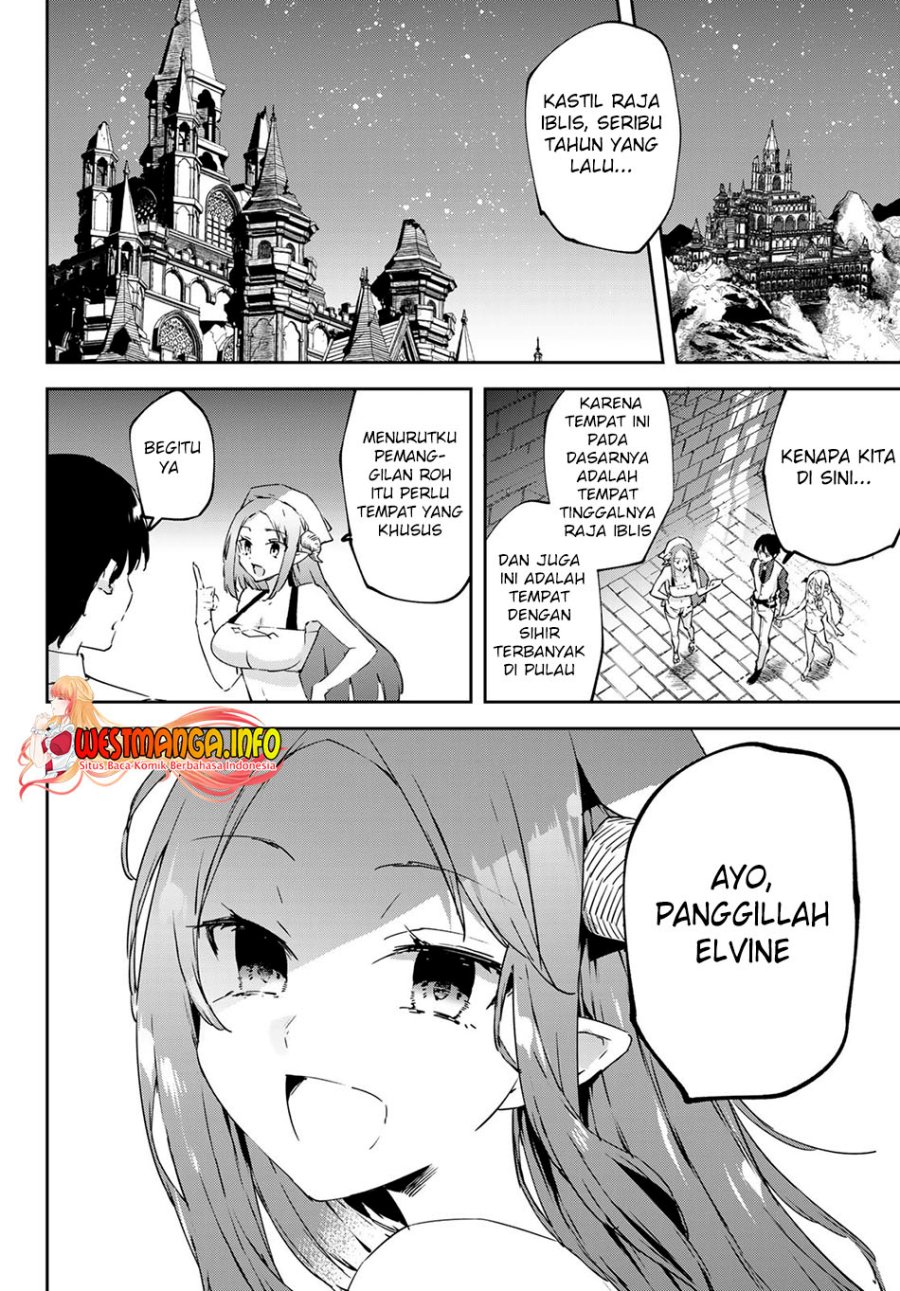 KASTIL RAJA
IBLIS, SERIBU
TAHUN YANG
LALU...
KENAPA KITA
DI SINI...
KARENA
TEMPAT INI
PADA
DASARNYA
ADALAH
TEMPAT
TINGGALNYA
RAJA IBLIS
DAN JUGA
INI ADALAH
TEMPAT
DENGAN
SIHIR
TERBANYAK
DI PULAU
MENURUTKU
PEMANG-
GILAN ROH
ITU PERLU
TEMPAT YANG
KHUSUS
BEGITU
YA
WESTMANGA.INFO
Situs Baca Komik Berbahasa Indonesia
AYO,
PANGGILLAH
ELVINE